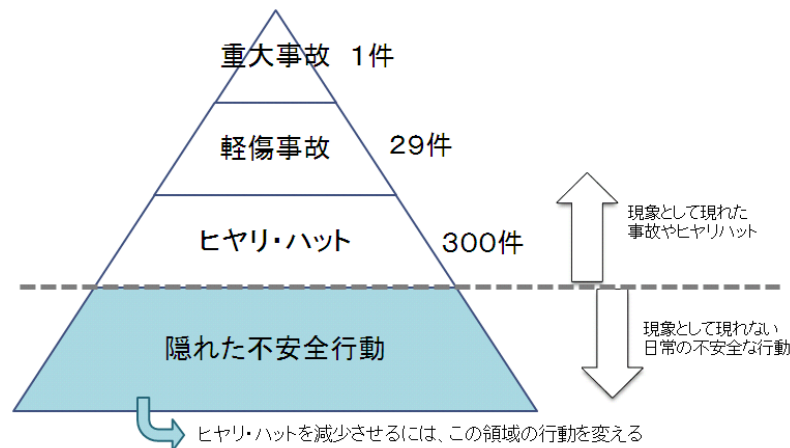 重大事故 1件
軽傷事故 29件
ヒヤリ・ハット 300件
現象として現れた
事故やヒヤリハット
隠れた不安全行動
現象として現れない
日常の不安全な行動
ヒヤリ・ハットを減少させるには、この領域の行動を変える